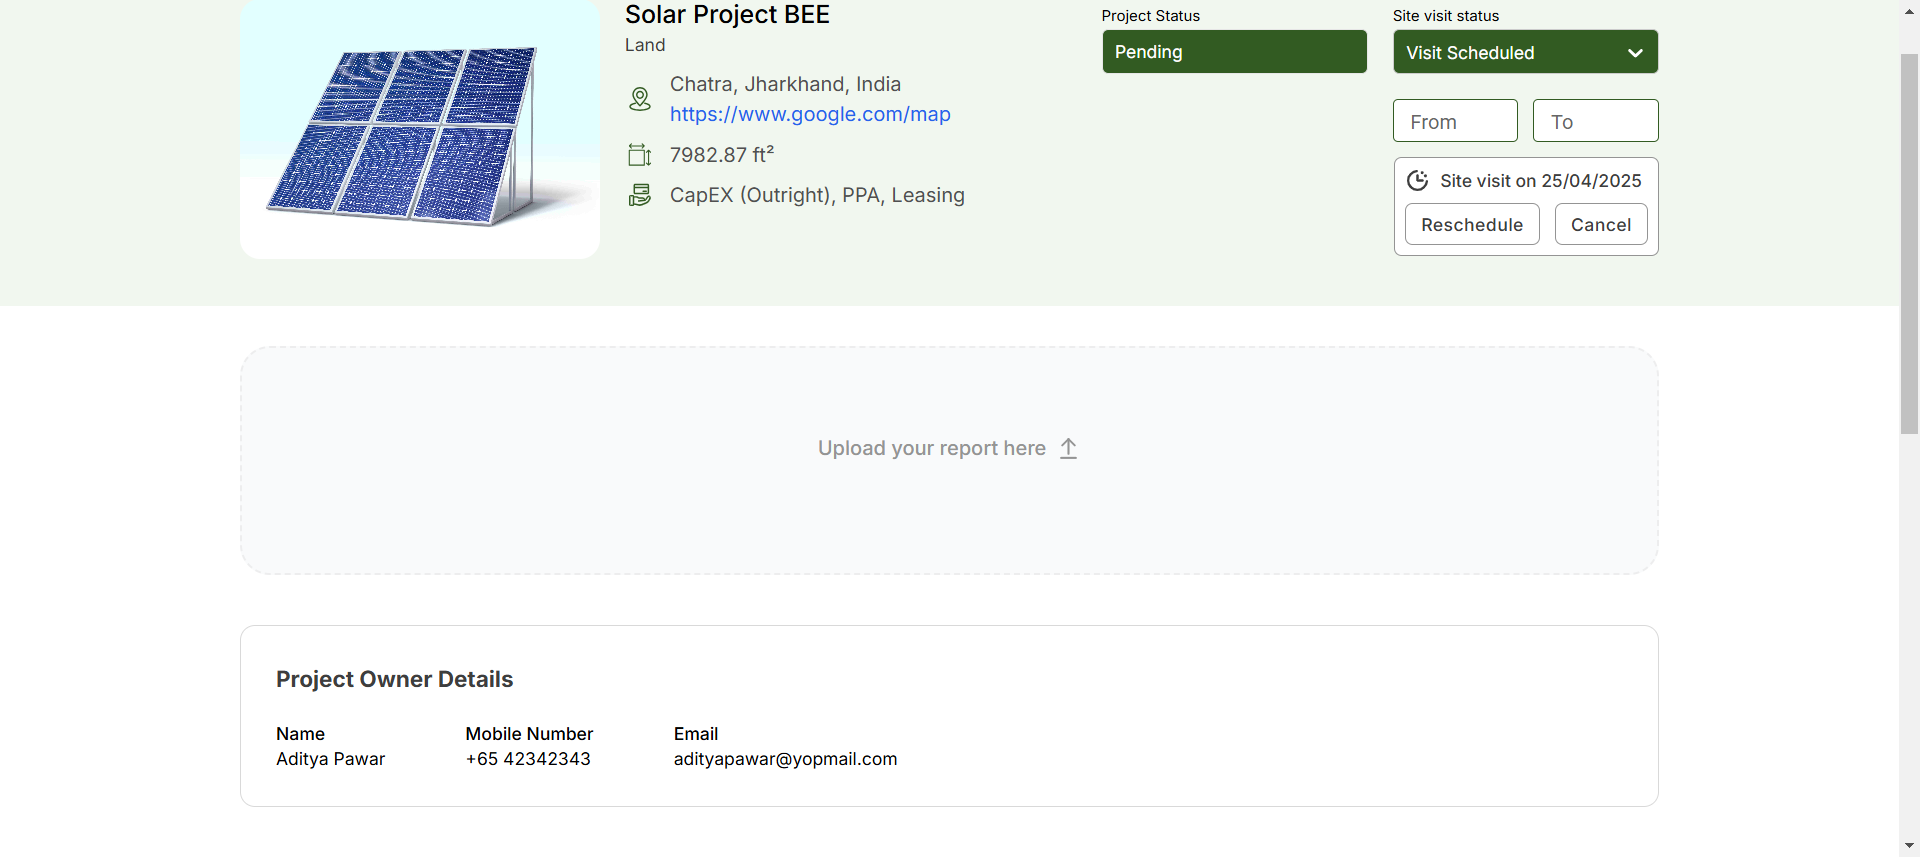 Solar Project BEE
Land
Chatra, Jharkhand, India
https://www.google.com/map
7982.87 ft²
CapEX (Outright), PPA, Leasing
Project Status
Pending
Site visit status
Visit Scheduled
From To
Site visit on 25/04/2025
Reschedule Cancel
Upload your report here
Project Owner Details
Name Mobile Number Email
Aditya Pawar +65 42342343 adityapawar@yopmail.com